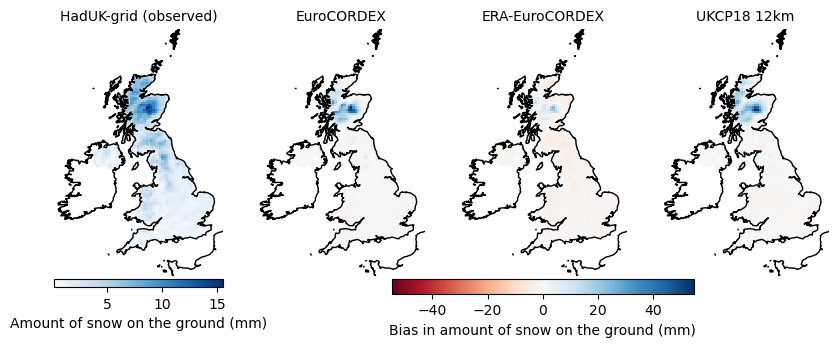 HadUK-grid (observed)
EuroCORDEX
ERA-EuroCORDEX
UKCP18 12km
5 10 15
Amount of snow on the ground (mm)
−40 −20 0 20 40
Bias in amount of snow on the ground (mm)